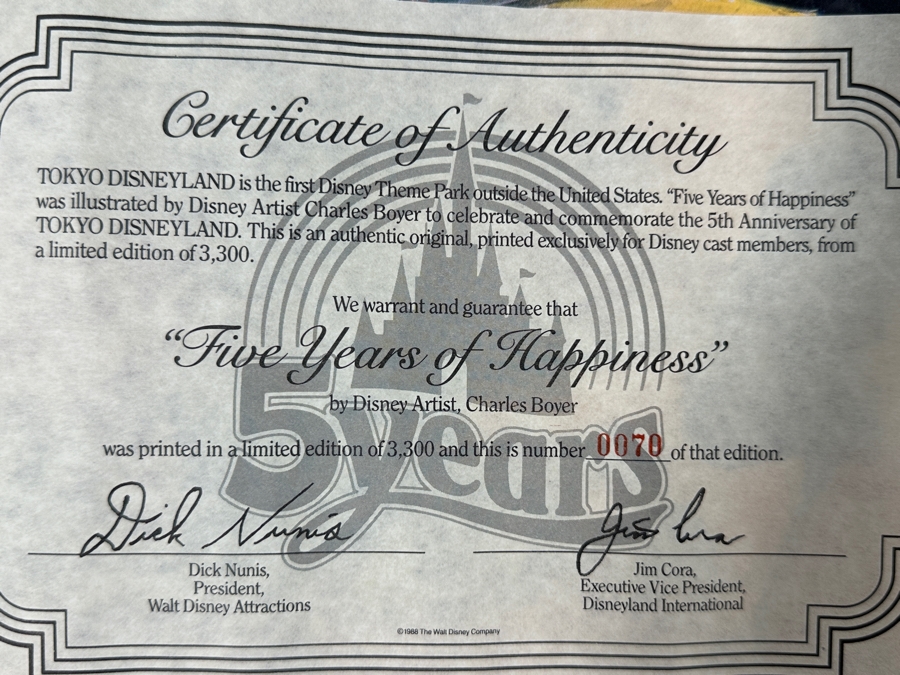 Certificate of Authenticity
TOKYO DISNEYLAND is the first Disney Theme Park outside the United States. “Five Years of Happiness”
was illustrated by Disney Artist Charles Boyer to celebrate and commemorate the 5th Anniversary of
TOKYO DISNEYLAND. This is an authentic original, printed exclusively for Disney cast members, from
a limited edition of 3,300.
We warrant and guarantee that
“Five Years of Happiness”
by Disney Artist, Charles Boyer
5 years
was printed in a limited edition of 3,300 and this is number 0070 of that edition.
Dick Nunis
Jim Cora
Dick Nunis,
President,
Walt Disney Attractions
Jim Cora,
Executive Vice President,
Disneyland International
©1988 The Walt Disney Company